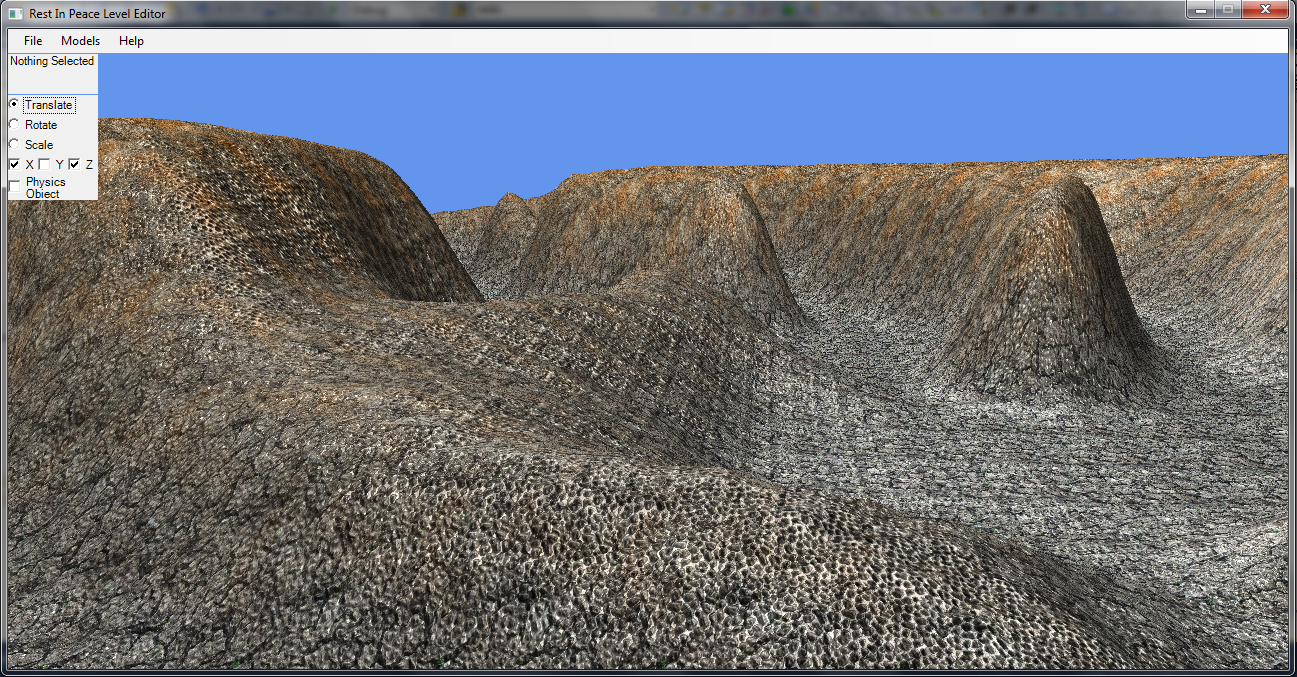 Rest In Peace Level Editor
File Models Help
Nothing Selected
Translate
Rotate
Scale
X Y Z
Physics
Object